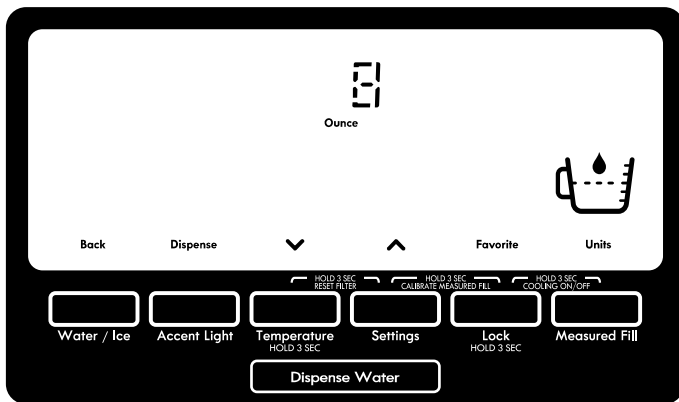 8
Ounce
Back Dispense Favorite Units
HOLD 3 SEC HOLD 3 SEC HOLD 3 SEC
RESET FILTER CALIBRATE MEASURED FILL COOLING ON/OFF
Water / Ice Accent Light Temperature Settings Lock Measured Fill
HOLD 3 SEC HOLD 3 SEC
Dispense Water